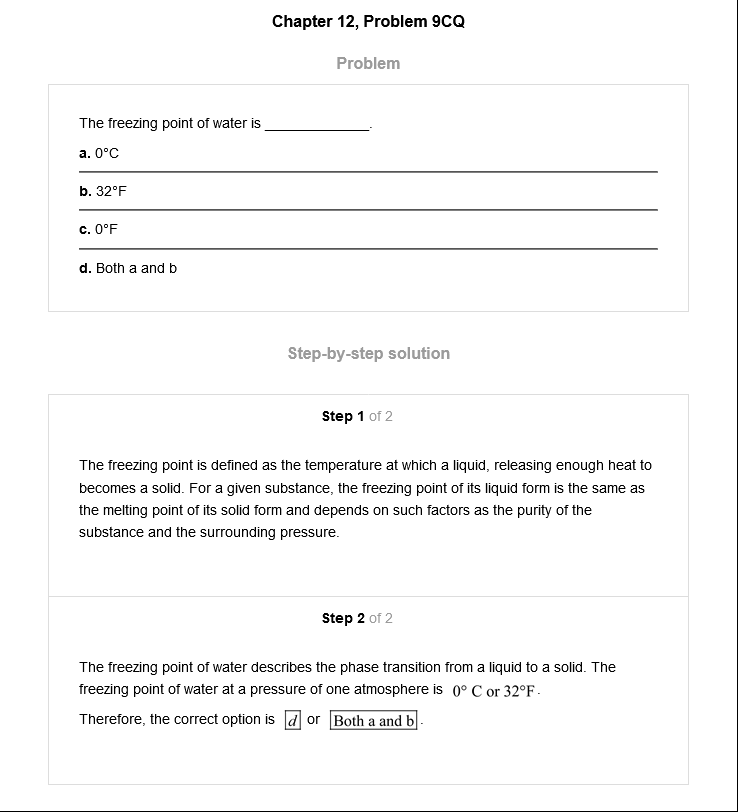 Chapter 12, Problem 9CQ
Problem
The freezing point of water is _____________.
a. 0°C
b. 32°F
c. 0°F
d. Both a and b
Step-by-step solution
Step 1 of 2
The freezing point is defined as the temperature at which a liquid, releasing enough heat to
becomes a solid. For a given substance, the freezing point of its liquid form is the same as
the melting point of its solid form and depends on such factors as the purity of the
substance and the surrounding pressure.
Step 2 of 2
The freezing point of water describes the phase transition from a liquid to a solid. The
freezing point of water at a pressure of one atmosphere is 0° C or 32°F.
Therefore, the correct option is d or Both a and b.